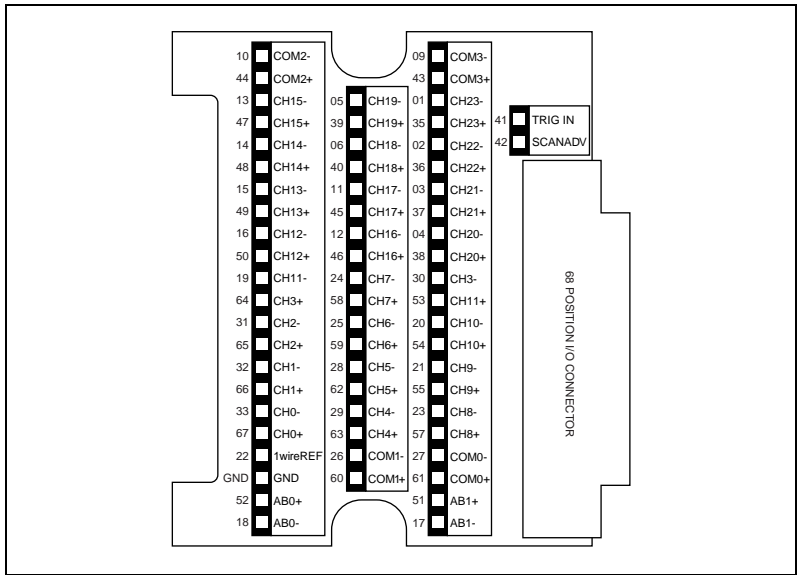 10 COM2-
44 COM2+
13 CH15-
47 CH15+
14 CH14-
48 CH14+
15 CH13-
49 CH13+
16 CH12-
50 CH12+
19 CH11-
64 CH3+
31 CH2-
65 CH2+
32 CH1-
66 CH1+
33 CH0-
67 CH0+
22 1wireREF
GND GND
52 AB0+
18 AB0-
05 CH19-
39 CH19+
06 CH18-
40 CH18+
11 CH17-
45 CH17+
12 CH16-
46 CH16+
24 CH7-
58 CH7+
25 CH6-
59 CH6+
28 CH5-
62 CH5+
29 CH4-
63 CH4+
26 COM1-
60 COM1+
09 COM3-
43 COM3+
01 CH23-
35 CH23+
02 CH22-
36 CH22+
03 CH21-
37 CH21+
04 CH20-
38 CH20+
30 CH3-
53 CH11+
20 CH10-
54 CH10+
21 CH9-
55 CH9+
23 CH8-
57 CH8+
27 COM0-
61 COM0+
51 AB1+
17 AB1-
41 TRIG IN
42 SCANADV
68 POSITION I/O CONNECTOR